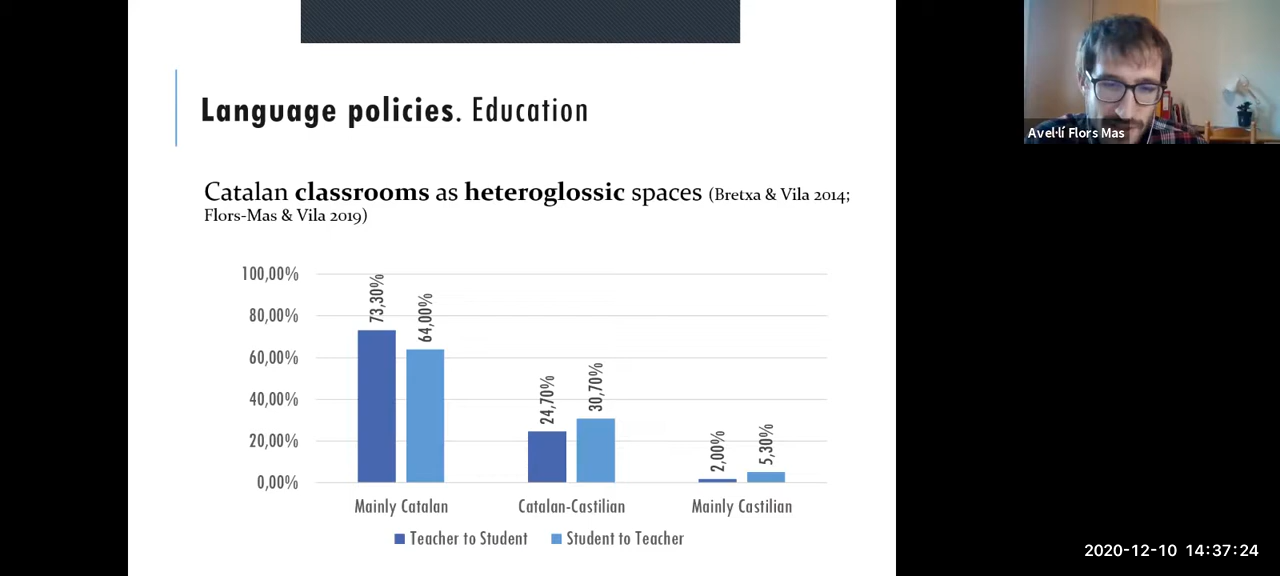 Language policies. Education
Catalan classrooms as heteroglossic spaces (Bretxa & Vila 2014;
Flors-Mas & Vila 2019)
100,00%
80,00%
60,00%
40,00%
20,00%
0,00%
73,30%
64,00%
24,70%
30,70%
2,00%
5,30%
Mainly Catalan
Catalan-Castilian
Mainly Castilian
Teacher to Student
Student to Teacher
Avel·lí Flors Mas
2020-12-10 14:37:24